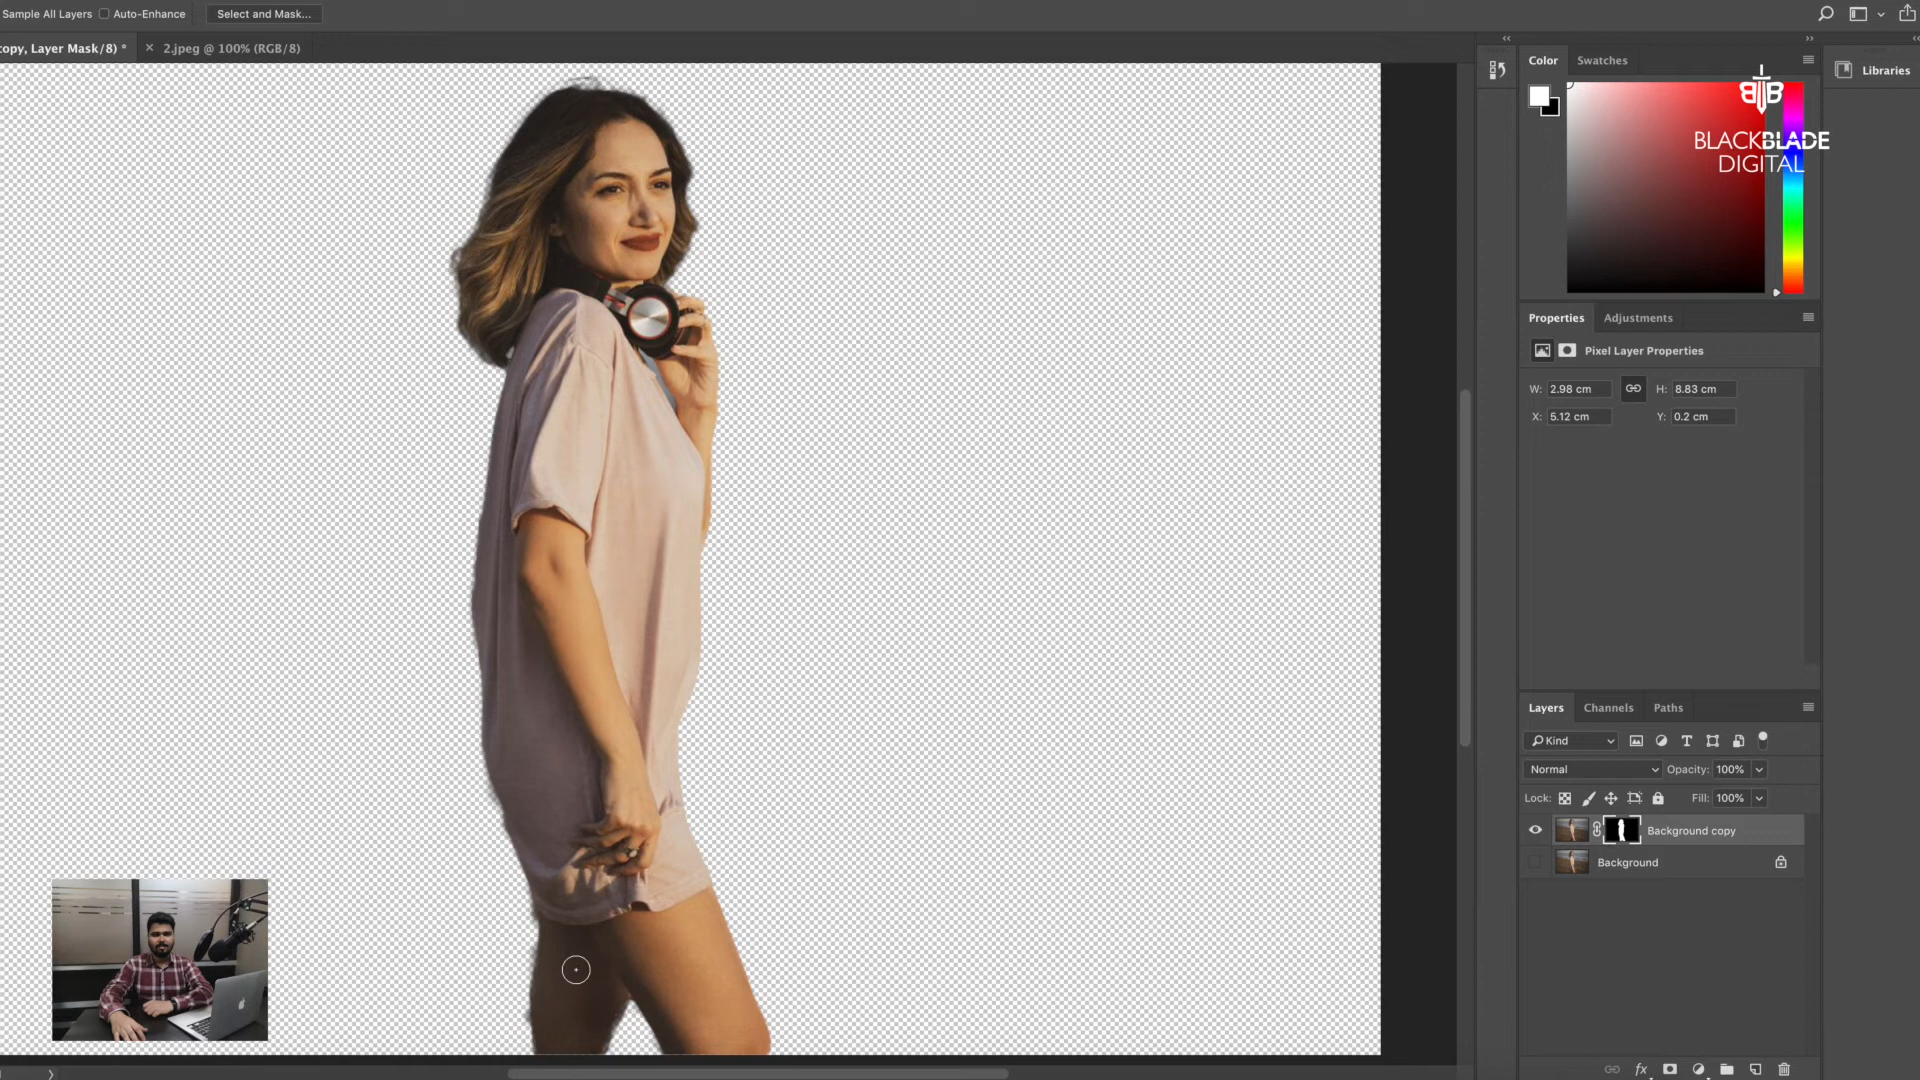 Sample All Layers Auto-Enhance Select and Mask...
copy, Layer Mask/8) * × 2.jpeg @ 100% (RGB/8)
Color Swatches
Libraries
BLACKBLADE
DIGITAL
Properties Adjustments
Pixel Layer Properties
W: 2.98 cm H: 8.83 cm
X: 5.12 cm Y: 0.2 cm
Layers Channels Paths
Kind
Normal Opacity: 100%
Lock: Fill: 100%
Background copy
Background
fx